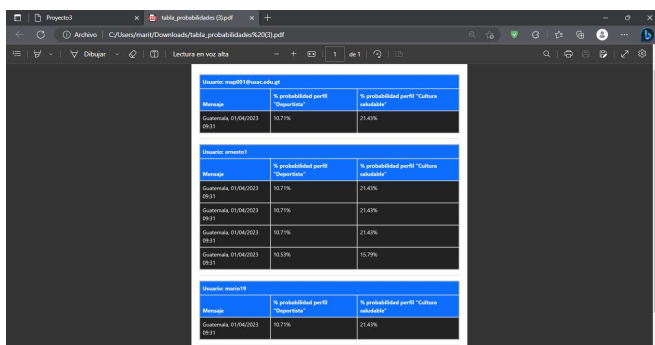 Proyecto3
tabla_probabilidades (3).pdf
Archivo | C:/Users/marit/Downloads/tabla_probabilidades%20(3).pdf
Dibujar
Lectura en voz alta
1 de 1
Usuario: map001@usac.edu.gt
Mensaje
% probabilidad perfil "Deportista"
% probabilidad perfil "Cultura saludable"
Guatemala, 01/04/2023 09:31
10.71%
21.43%
Usuario: ernesto1
Mensaje
% probabilidad perfil "Deportista"
% probabilidad perfil "Cultura saludable"
Guatemala, 01/04/2023 09:31
10.71%
21.43%
Guatemala, 01/04/2023 09:31
10.71%
21.43%
Guatemala, 01/04/2023 09:31
10.71%
21.43%
Guatemala, 01/04/2023 09:31
10.53%
15.79%
Usuario: mario19
Mensaje
% probabilidad perfil "Deportista"
% probabilidad perfil "Cultura saludable"
Guatemala, 01/04/2023 09:31
10.71%
21.43%